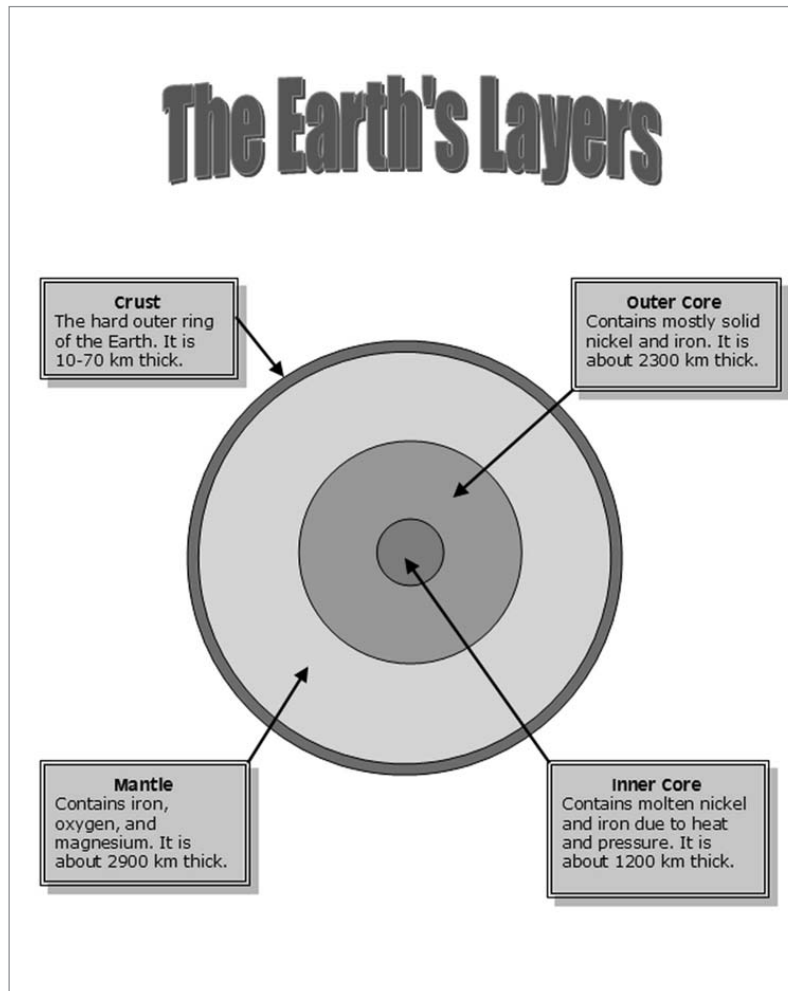 The Earth's Layers
Crust
The hard outer ring
of the Earth. It is
10-70 km thick.
Outer Core
Contains mostly solid
nickel and iron. It is
about 2300 km thick.
Mantle
Contains iron,
oxygen, and
magnesium. It is
about 2900 km thick.
Inner Core
Contains molten nickel
and iron due to heat
and pressure. It is
about 1200 km thick.